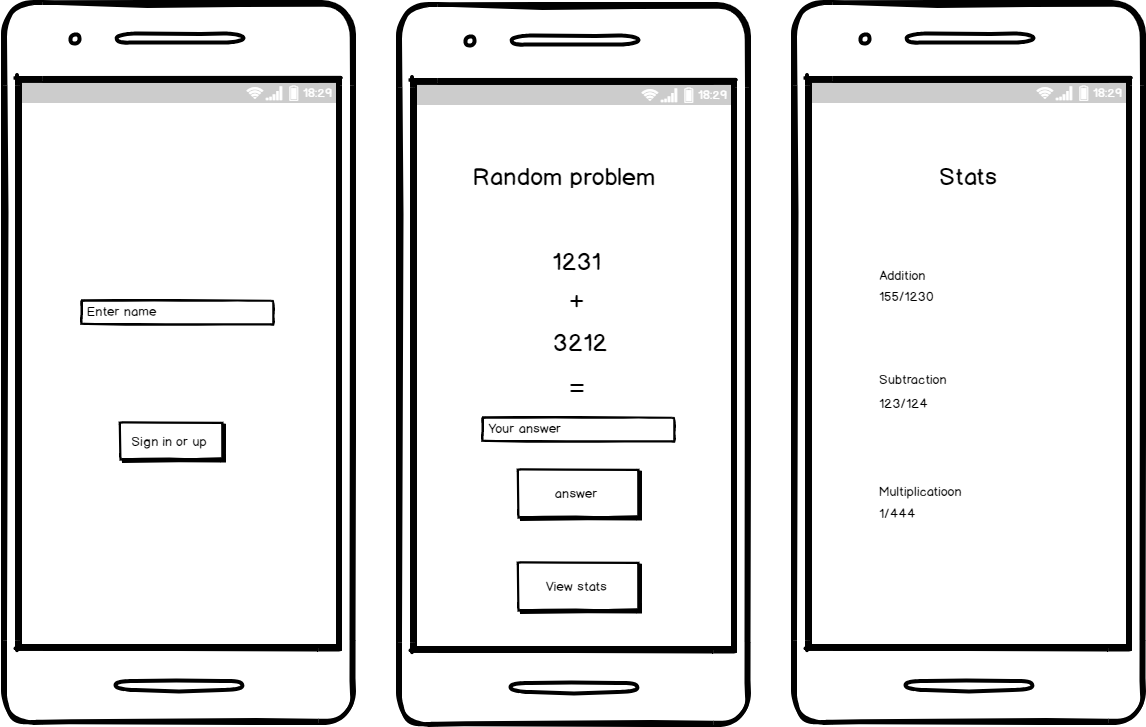 18:29
Enter name
Sign in or up
18:29
Random problem
1231
+
3212
=
Your answer
answer
View stats
18:29
Stats
Addition
155/1230
Subtraction
123/124
Multiplicatioon
1/444